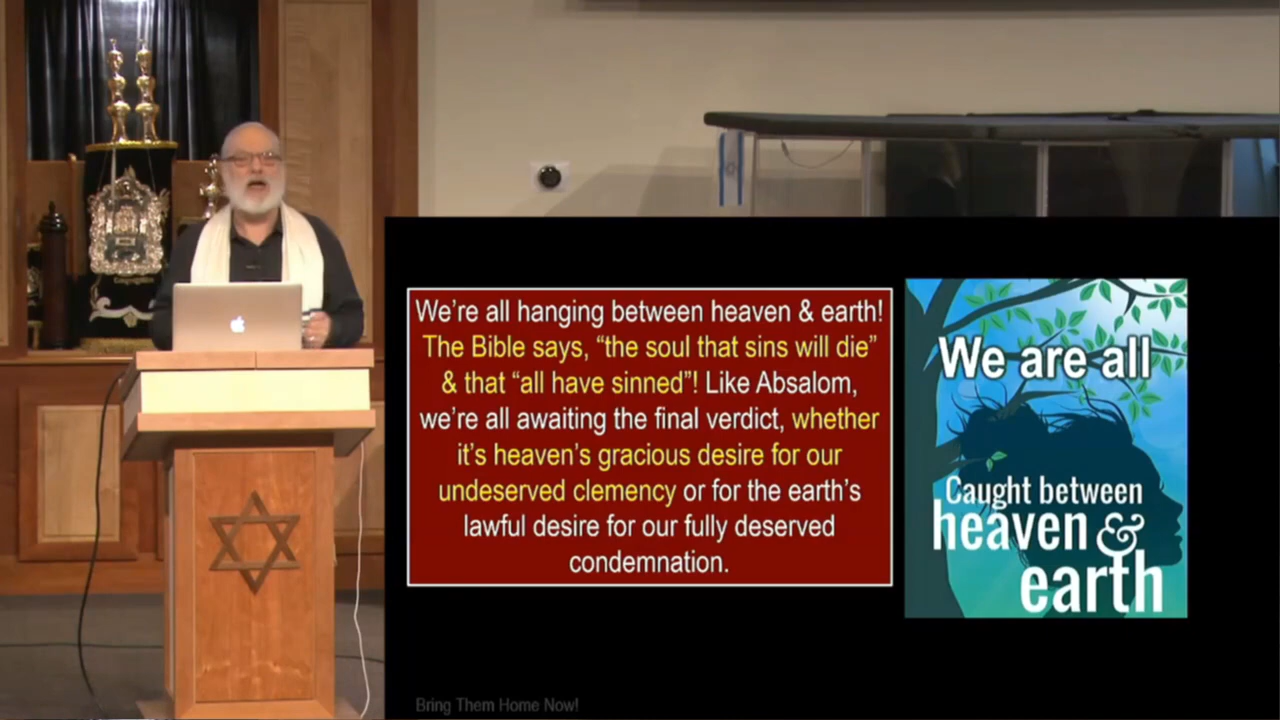 We’re all hanging between heaven & earth!
The Bible says, “the soul that sins will die”
& that “all have sinned”! Like Absalom,
we’re all awaiting the final verdict, whether
it’s heaven’s gracious desire for our
undeserved clemency or for the earth’s
lawful desire for our fully deserved
condemnation.
We are all
Caught between
heaven &
earth
Bring Them Home Now!